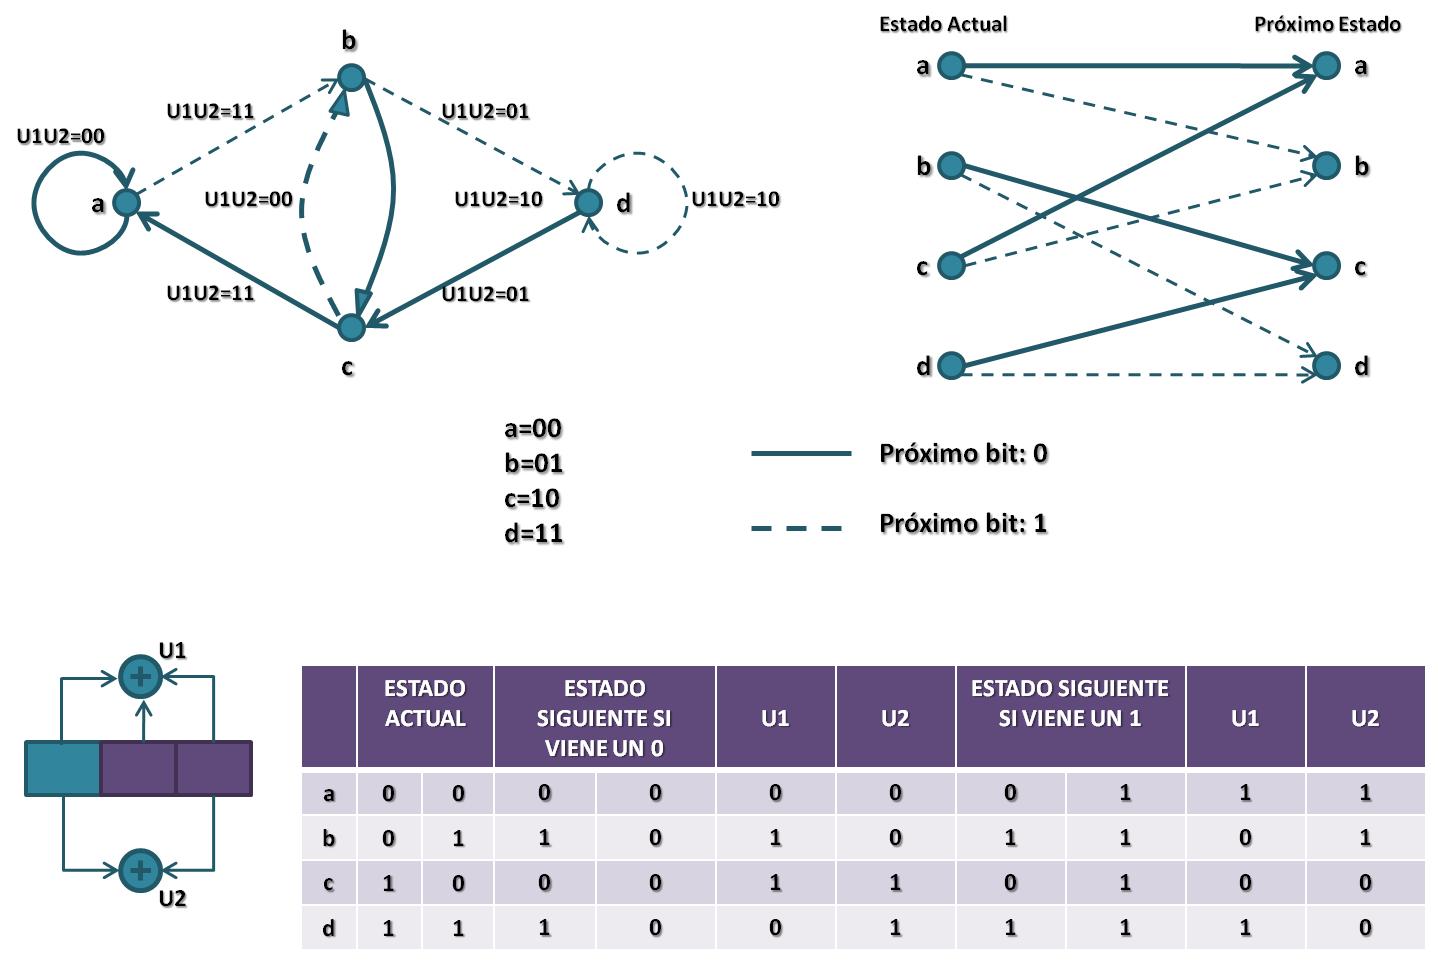 b
U1U2=11
U1U2=01
U1U2=00
a
U1U2=00
U1U2=10
d
U1U2=10
U1U2=11
U1U2=01
c
Estado Actual
Próximo Estado
a
a
b
b
c
c
d
d
a=00
b=01
c=10
d=11
Próximo bit: 0
Próximo bit: 1
U1
U2
ESTADO ACTUAL
ESTADO SIGUIENTE SI VIENE UN 0
U1
U2
ESTADO SIGUIENTE SI VIENE UN 1
U1
U2
a 0 0 0 0 0 0 0 1 1 1
b 0 1 1 0 1 0 1 1 0 1
c 1 0 0 0 1 1 0 1 0 0
d 1 1 1 0 0 1 1 1 1 0